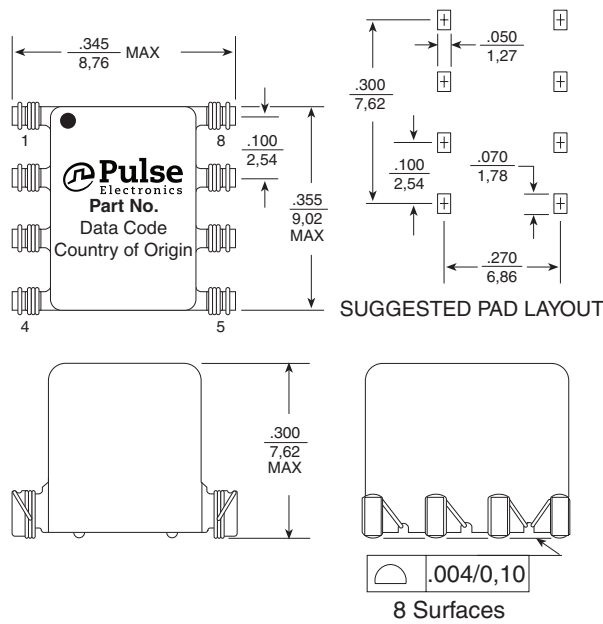 .345
8,76
MAX
1
8
.100
2,54
Pulse
Electronics
Part No.
Data Code
Country of Origin
.355
9,02
MAX
4
5
.050
1,27
.300
7,62
.100
2,54
.070
1,78
.270
6,86
SUGGESTED PAD LAYOUT
.300
7,62
MAX
.004/0,10
8 Surfaces